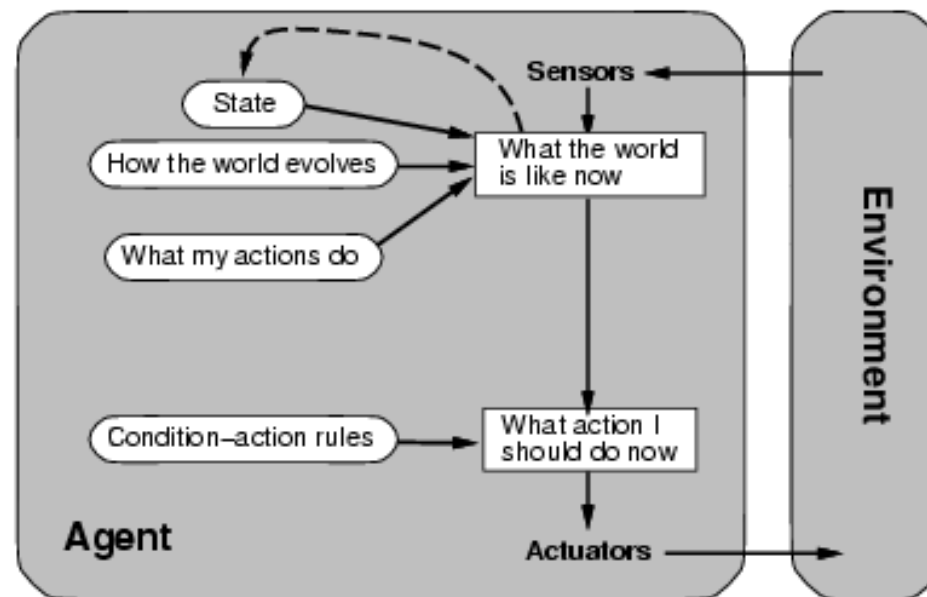 Sensors
State
What the world
is like now
How the world evolves
What my actions do
Environment
Condition–action rules
What action I
should do now
Agent
Actuators